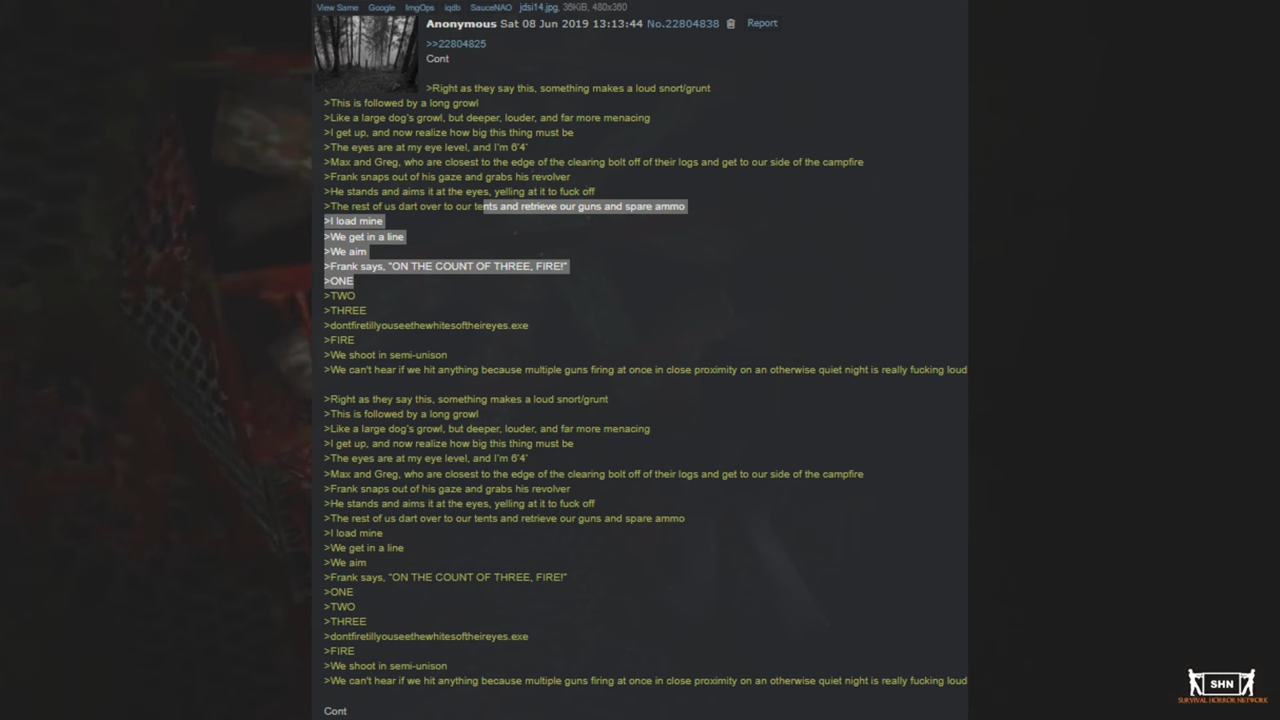 View Same Google ImgOps iqdb SauceNAO jdsi14.jpg, 36KiB, 480x360
Anonymous Sat 08 Jun 2019 13:13:44 No.22804838 Report
>>22804825
Cont
>Right as they say this, something makes a loud snort/grunt
>This is followed by a long growl
>Like a large dog's growl, but deeper, louder, and far more menacing
>I get up, and now realize how big this thing must be
>The eyes are at my eye level, and I'm 6'4'
>Max and Greg, who are closest to the edge of the clearing bolt off of their logs and get to our side of the campfire
>Frank snaps out of his gaze and grabs his revolver
>He stands and aims it at the eyes, yelling at it to fuck off
>The rest of us dart over to our tents and retrieve our guns and spare ammo
>I load mine
>We get in a line
>We aim
>Frank says, "ON THE COUNT OF THREE, FIRE!"
>ONE
>TWO
>THREE
>dontfiretillyouseethewhitesoftheireyes.exe
>FIRE
>We shoot in semi-unison
>We can't hear if we hit anything because multiple guns firing at once in close proximity on an otherwise quiet night is really fucking loud
>Right as they say this, something makes a loud snort/grunt
>This is followed by a long growl
>Like a large dog's growl, but deeper, louder, and far more menacing
>I get up, and now realize how big this thing must be
>The eyes are at my eye level, and I'm 6'4'
>Max and Greg, who are closest to the edge of the clearing bolt off of their logs and get to our side of the campfire
>Frank snaps out of his gaze and grabs his revolver
>He stands and aims it at the eyes, yelling at it to fuck off
>The rest of us dart over to our tents and retrieve our guns and spare ammo
>I load mine
>We get in a line
>We aim
>Frank says, "ON THE COUNT OF THREE, FIRE!"
>ONE
>TWO
>THREE
>dontfiretillyouseethewhitesoftheireyes.exe
>FIRE
>We shoot in semi-unison
>We can't hear if we hit anything because multiple guns firing at once in close proximity on an otherwise quiet night is really fucking loud
Cont
SHN
SURVIVAL HORROR NETWORK